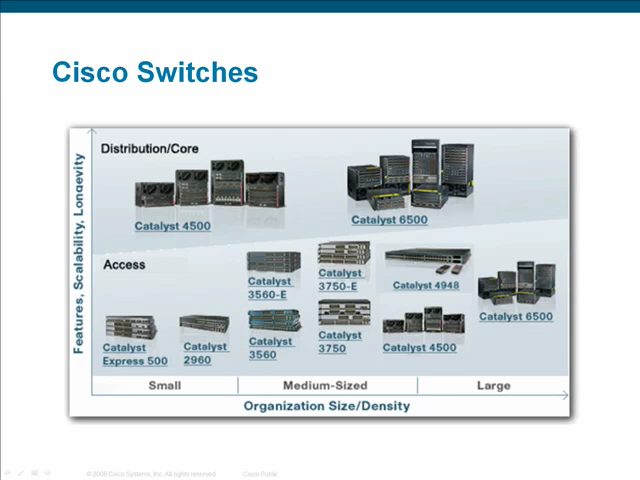 Cisco Switches
Features, Scalability, Longevity
Distribution/Core
Catalyst 4500
Catalyst 6500
Access
Catalyst
3560-E
Catalyst
3750-E
Catalyst 4948
Catalyst 6500
Catalyst
Express 500
Catalyst
2960
Catalyst
3560
Catalyst
3750
Catalyst 4500
Small
Medium-Sized
Large
Organization Size/Density
Cisco Systems, Inc. All rights reserved.
Cisco Public